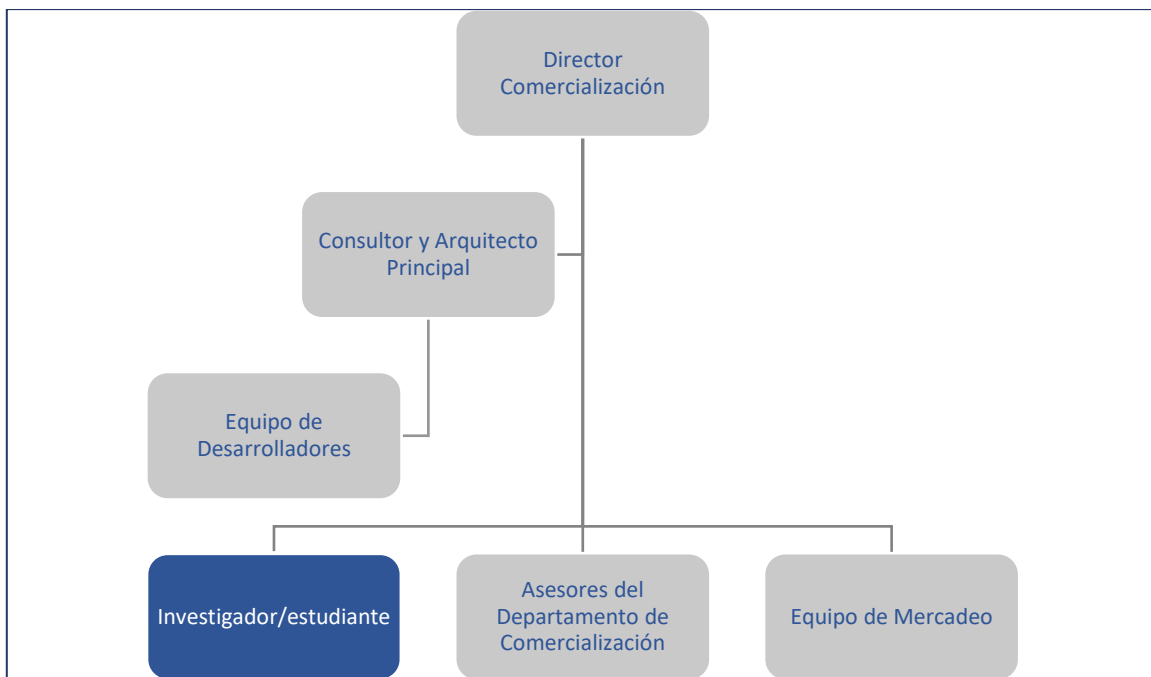 Director
Comercialización
Consultor y Arquitecto
Principal
Equipo de
Desarrolladores
Investigador/estudiante
Asesores del
Departamento de
Comercialización
Equipo de Mercadeo